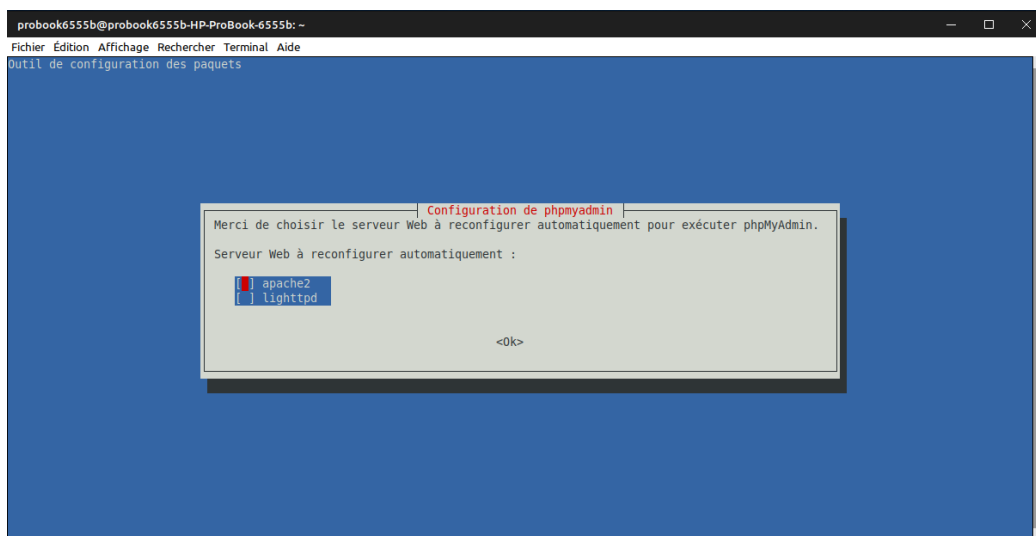 probook6555b@probook6555b-HP-ProBook-6555b: ~
Fichier Édition Affichage Rechercher Terminal Aide
Outil de configuration des paquets
Configuration de phpmyadmin
Merci de choisir le serveur Web à reconfigurer automatiquement pour exécuter phpMyAdmin.
Serveur Web à reconfigurer automatiquement :
[ ] apache2
[ ] lighttpd
<Ok>